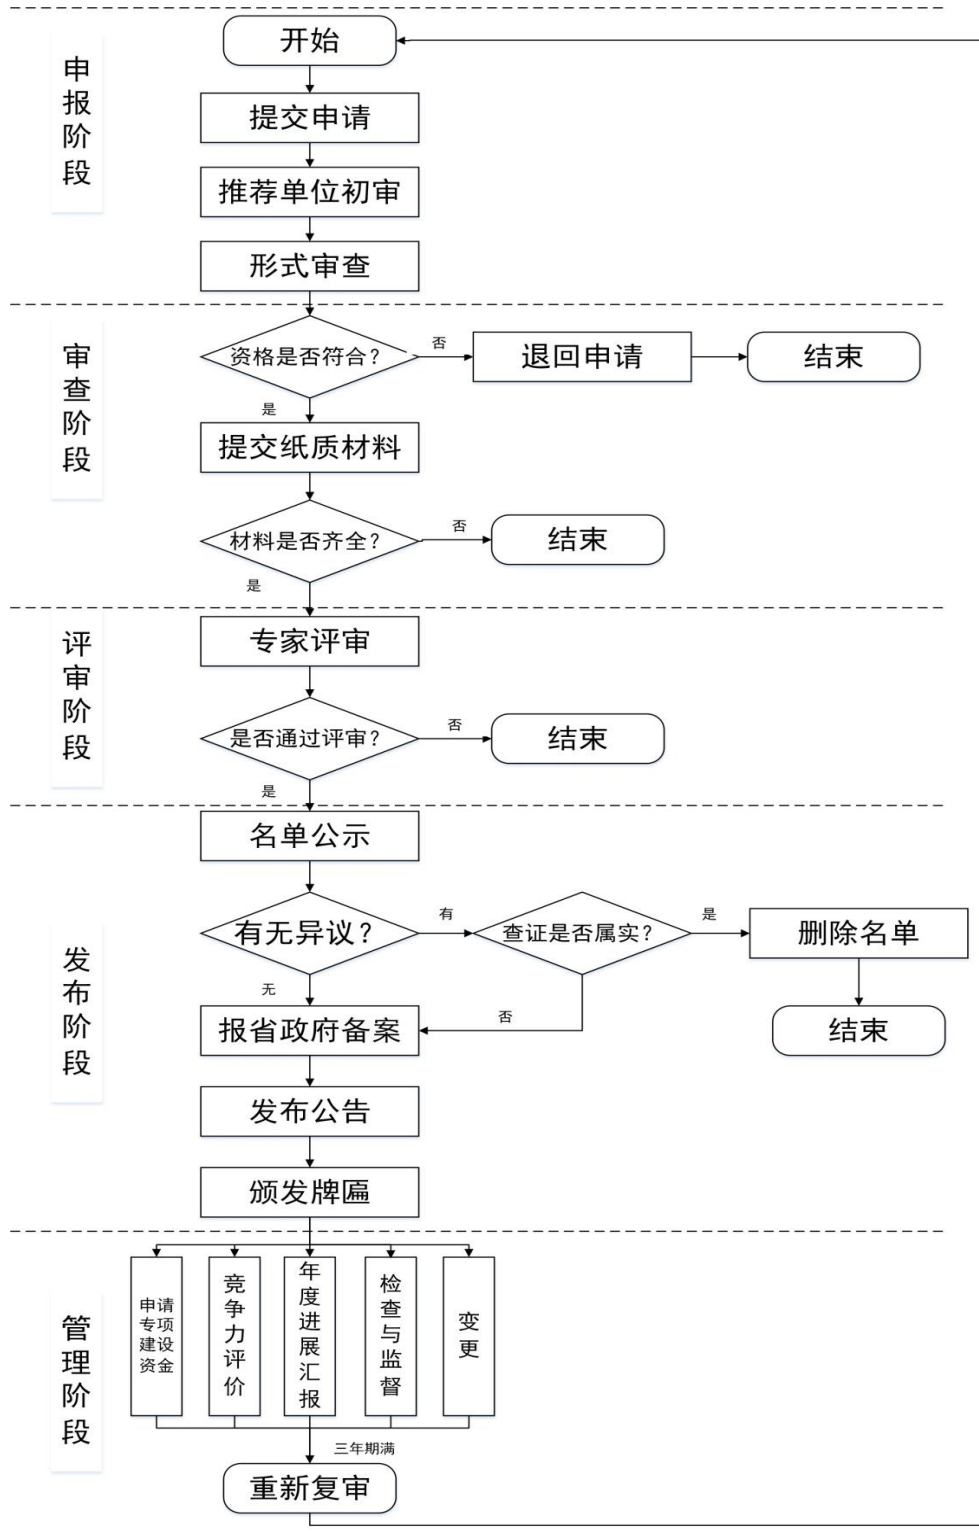 申报阶段
开始
提交申请
推荐单位初审
形式审查
审查阶段
资格是否符合？
否
退回申请
结束
是
提交纸质材料
材料是否齐全？
否
结束
是
评审阶段
专家评审
是否通过评审？
否
结束
是
发布阶段
名单公示
有无异议？
有
查证是否属实？
是
删除名单
结束
无
否
报省政府备案
发布公告
颁发牌匾
管理阶段
申请
专项
建设
资金
竞争力评价
年度进展汇报
检查与监督
变更
三年期满
重新复审